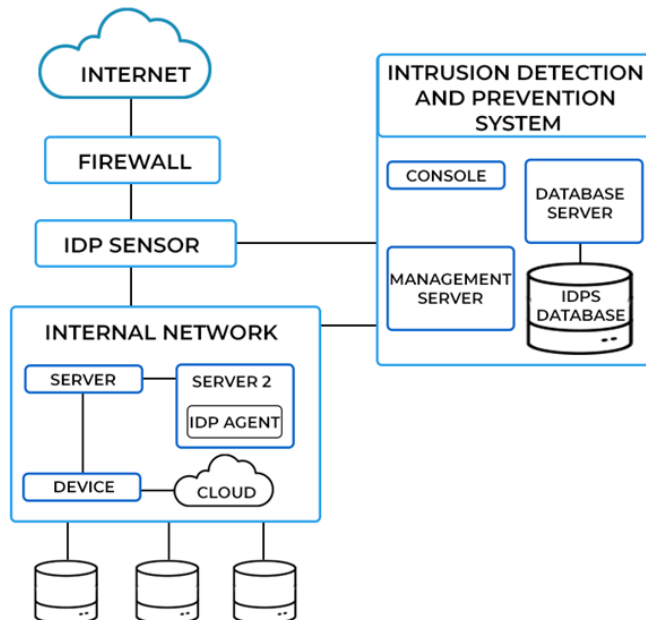 INTERNET
FIREWALL
IDP SENSOR
INTERNAL NETWORK
SERVER
SERVER 2
IDP AGENT
DEVICE
CLOUD
INTRUSION DETECTION
AND PREVENTION
SYSTEM
CONSOLE
DATABASE
SERVER
MANAGEMENT
SERVER
IDPS
DATABASE